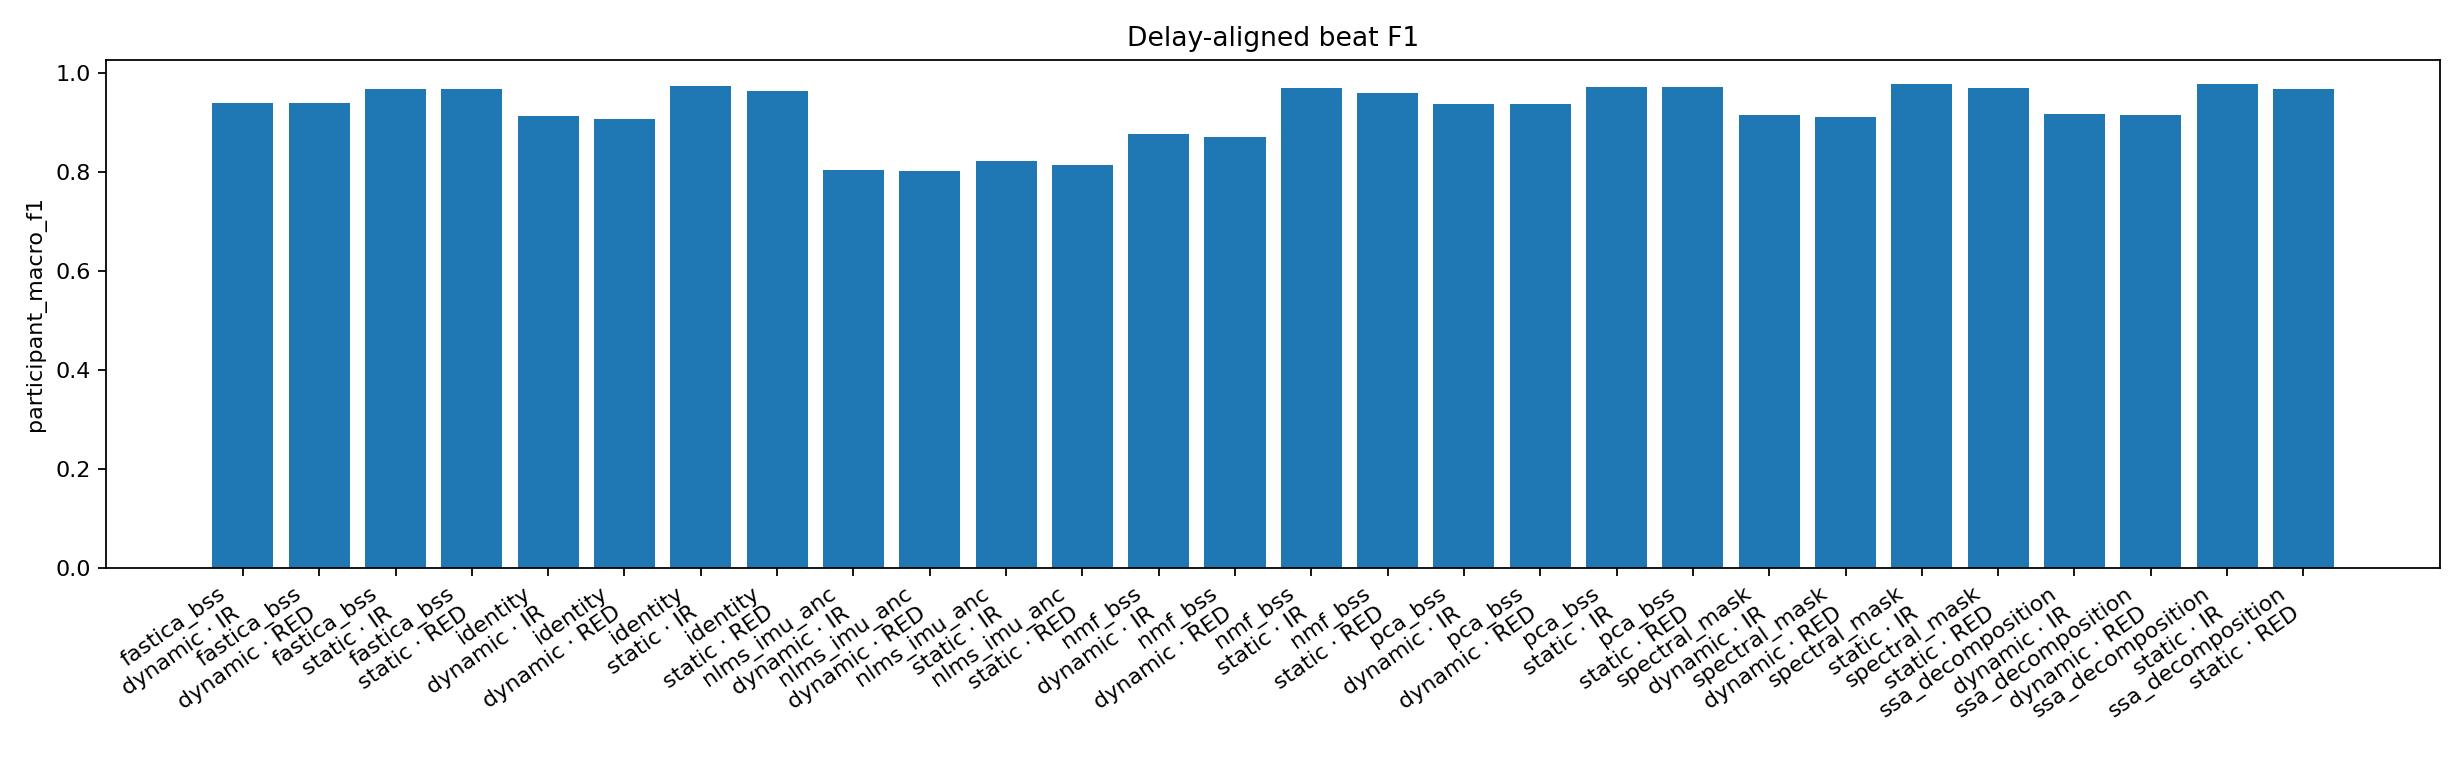 Delay-aligned beat F1
participant_macro_f1
1.0
0.8
0.6
0.4
0.2
0.0
fastica_bss
dynamic · IR
fastica_bss
dynamic · RED
fastica_bss
static · IR
fastica_bss
static · RED
identity
dynamic · IR
identity
dynamic · RED
identity
static · IR
identity
static · RED
nlms_imu_anc
dynamic · IR
nlms_imu_anc
dynamic · RED
nlms_imu_anc
static · IR
nlms_imu_anc
static · RED
nmf_bss
dynamic · IR
nmf_bss
dynamic · RED
nmf_bss
static · IR
nmf_bss
static · RED
pca_bss
dynamic · IR
pca_bss
dynamic · RED
pca_bss
static · IR
pca_bss
static · RED
spectral_mask
dynamic · IR
spectral_mask
dynamic · RED
spectral_mask
static · IR
spectral_mask
static · RED
ssa_decomposition
dynamic · IR
ssa_decomposition
dynamic · RED
ssa_decomposition
static · IR
ssa_decomposition
static · RED